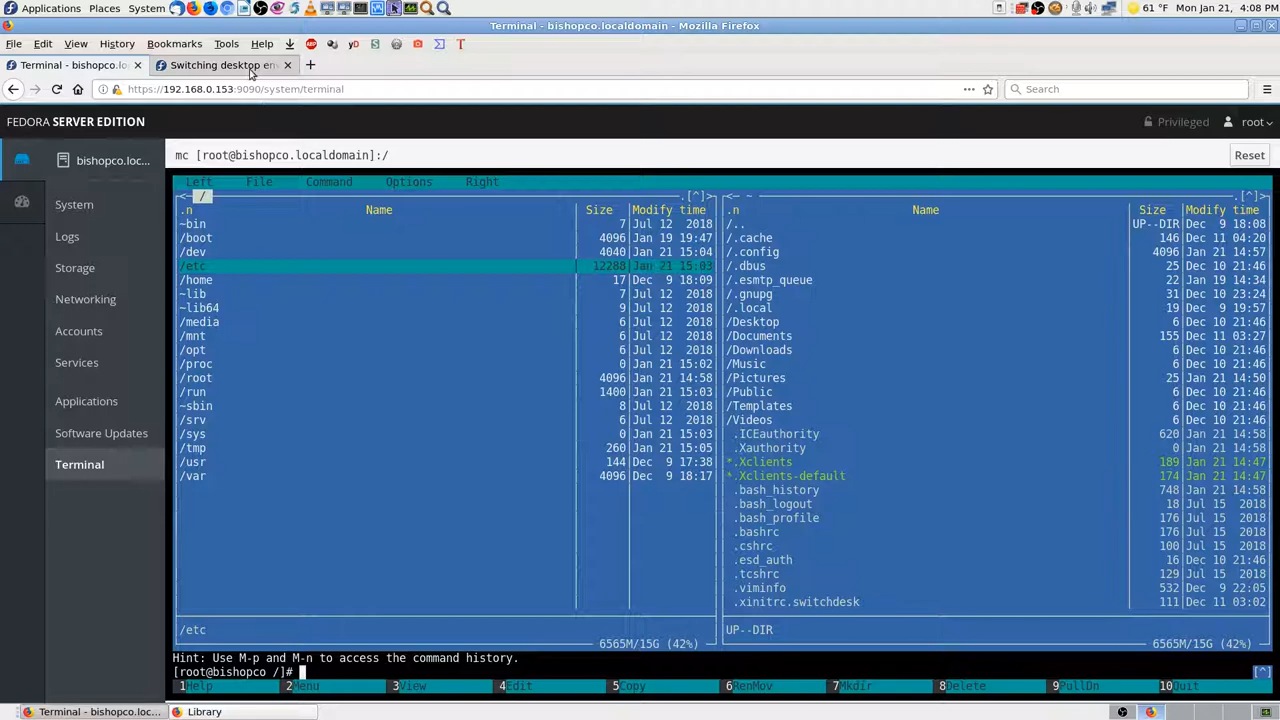 Applications Places System 61 °F Mon Jan 21, 4:08 PM
Terminal - bishopco.localdomain - Mozilla Firefox
File Edit View History Bookmarks Tools Help
Terminal - bishopco.lo Switching desktop en
https://192.168.0.153:9090/system/terminal Search
FEDORA SERVER EDITION Privileged root
bishopco.loc... mc [root@bishopco.localdomain]:/ Reset
System
Logs
Storage
Networking
Accounts
Services
Applications
Software Updates
Terminal
Left File Command Options Right
<─ / .[^]> <─ ~ .[^]>
.n Name Size Modify time .n Name Size Modify time
~bin 7 Jul 12 2018 /.. UP--DIR Dec 9 18:08
/boot 4096 Jan 19 19:47 /.cache 146 Dec 11 04:20
/dev 4040 Jan 21 15:04 /.config 4096 Jan 21 14:57
/etc 12288 Jan 21 15:03 /.dbus 25 Dec 10 21:46
/home 17 Dec 9 18:09 /.esmtp_queue 22 Jan 19 14:34
~lib 7 Jul 12 2018 /.gnupg 31 Dec 10 23:24
~lib64 9 Jul 12 2018 /.local 19 Dec 9 19:57
/media 6 Jul 12 2018 /Desktop 6 Dec 10 21:46
/mnt 6 Jul 12 2018 /Documents 155 Dec 11 03:27
/opt 6 Jul 12 2018 /Downloads 6 Dec 10 21:46
/proc 0 Jan 21 15:02 /Music 6 Dec 10 21:46
/root 4096 Jan 21 14:58 /Pictures 25 Jan 21 14:50
/run 1400 Jan 21 15:03 /Public 6 Dec 10 21:46
~sbin 8 Jul 12 2018 /Templates 6 Dec 10 21:46
/srv 6 Jul 12 2018 /Videos 6 Dec 10 21:46
/sys 0 Jan 21 15:03 .ICEauthority 620 Jan 21 14:58
/tmp 260 Jan 21 15:05 .Xauthority 0 Jan 21 14:58
/usr 144 Dec 9 17:38 *.Xclients 189 Jan 21 14:47
/var 4096 Dec 9 18:17 *.Xclients-default 174 Jan 21 14:47
.bash_history 748 Jan 21 14:58
.bash_logout 18 Jul 15 2018
.bash_profile 176 Jul 15 2018
.bashrc 176 Jul 15 2018
.cshrc 100 Jul 15 2018
.esd_auth 16 Dec 10 21:46
.tcshrc 129 Jul 15 2018
.viminfo 532 Dec 9 22:05
.xinitrc.switchdesk 111 Dec 11 03:02
/etc UP--DIR
6565M/15G (42%) 6565M/15G (42%)
Hint: Use M-p and M-n to access the command history.
[root@bishopco /]# [^]
1Help 2Menu 3View 4Edit 5Copy 6RenMov 7Mkdir 8Delete 9PullDn 10Quit
Terminal - bishopco.loc... Library